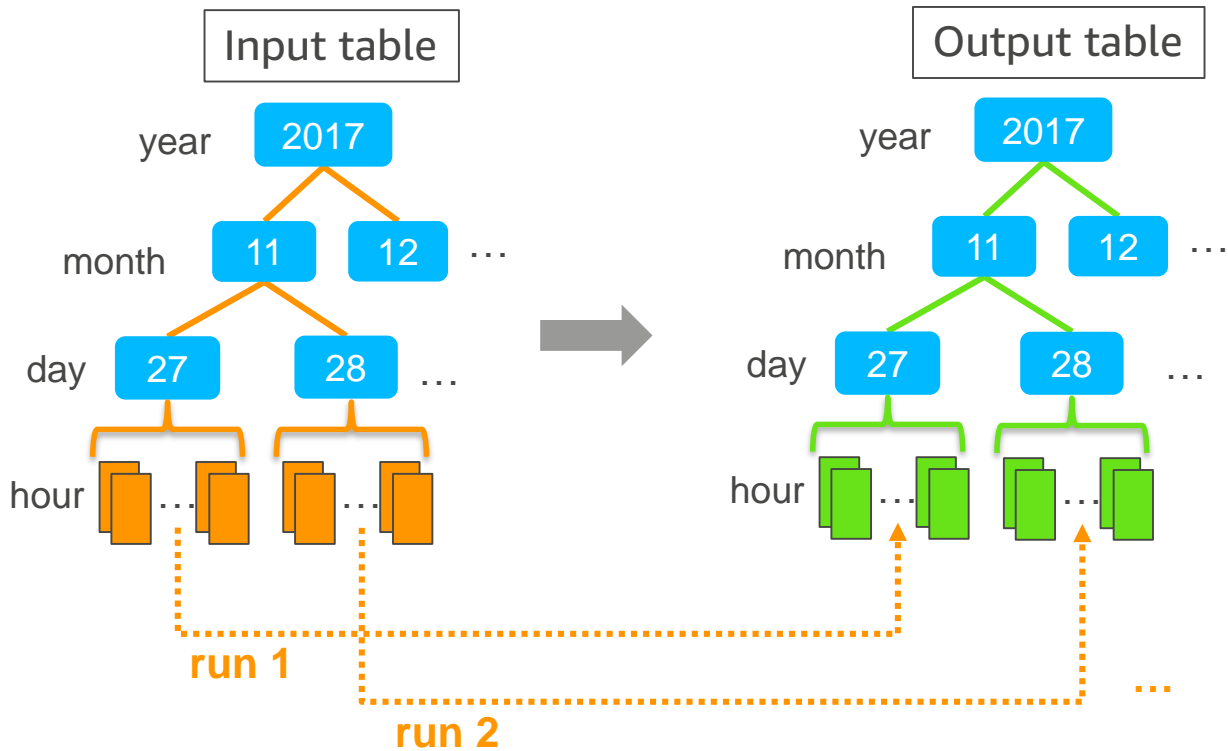 Input table
Output table
year 2017
year 2017
month 11 12 ...
month 11 12 ...
day 27 28 ...
day 27 28 ...
hour ... ...
hour ... ...
run 1
run 2
...